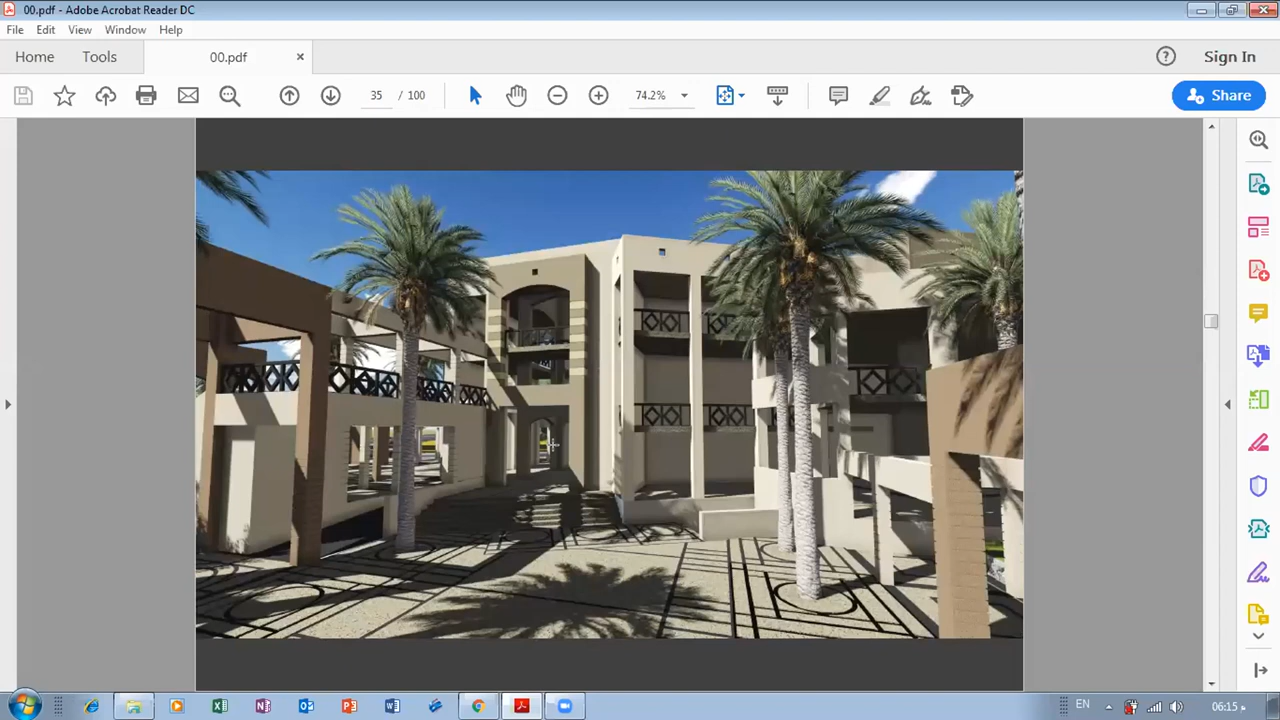 00.pdf - Adobe Acrobat Reader DC
File Edit View Window Help
Home Tools 00.pdf × Sign In
35 / 100 74.2% Share
EN 06:15 م